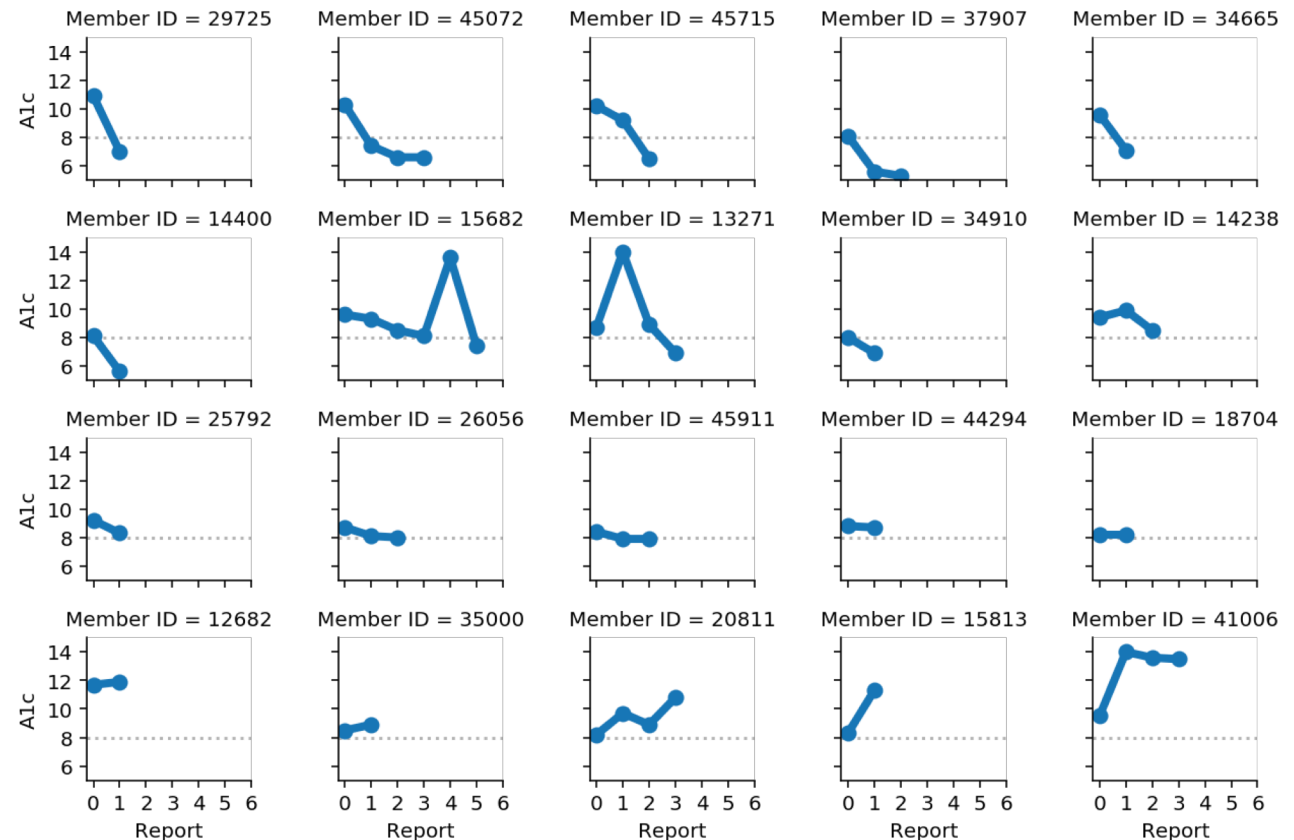 Member ID = 29725 Member ID = 45072 Member ID = 45715 Member ID = 37907 Member ID = 34665
14
12
10
8
6
A1c
Member ID = 14400 Member ID = 15682 Member ID = 13271 Member ID = 34910 Member ID = 14238
14
12
10
8
6
A1c
Member ID = 25792 Member ID = 26056 Member ID = 45911 Member ID = 44294 Member ID = 18704
14
12
10
8
6
A1c
Member ID = 12682 Member ID = 35000 Member ID = 20811 Member ID = 15813 Member ID = 41006
14
12
10
8
6
A1c
0 1 2 3 4 5 6 0 1 2 3 4 5 6 0 1 2 3 4 5 6 0 1 2 3 4 5 6 0 1 2 3 4 5 6
Report Report Report Report Report